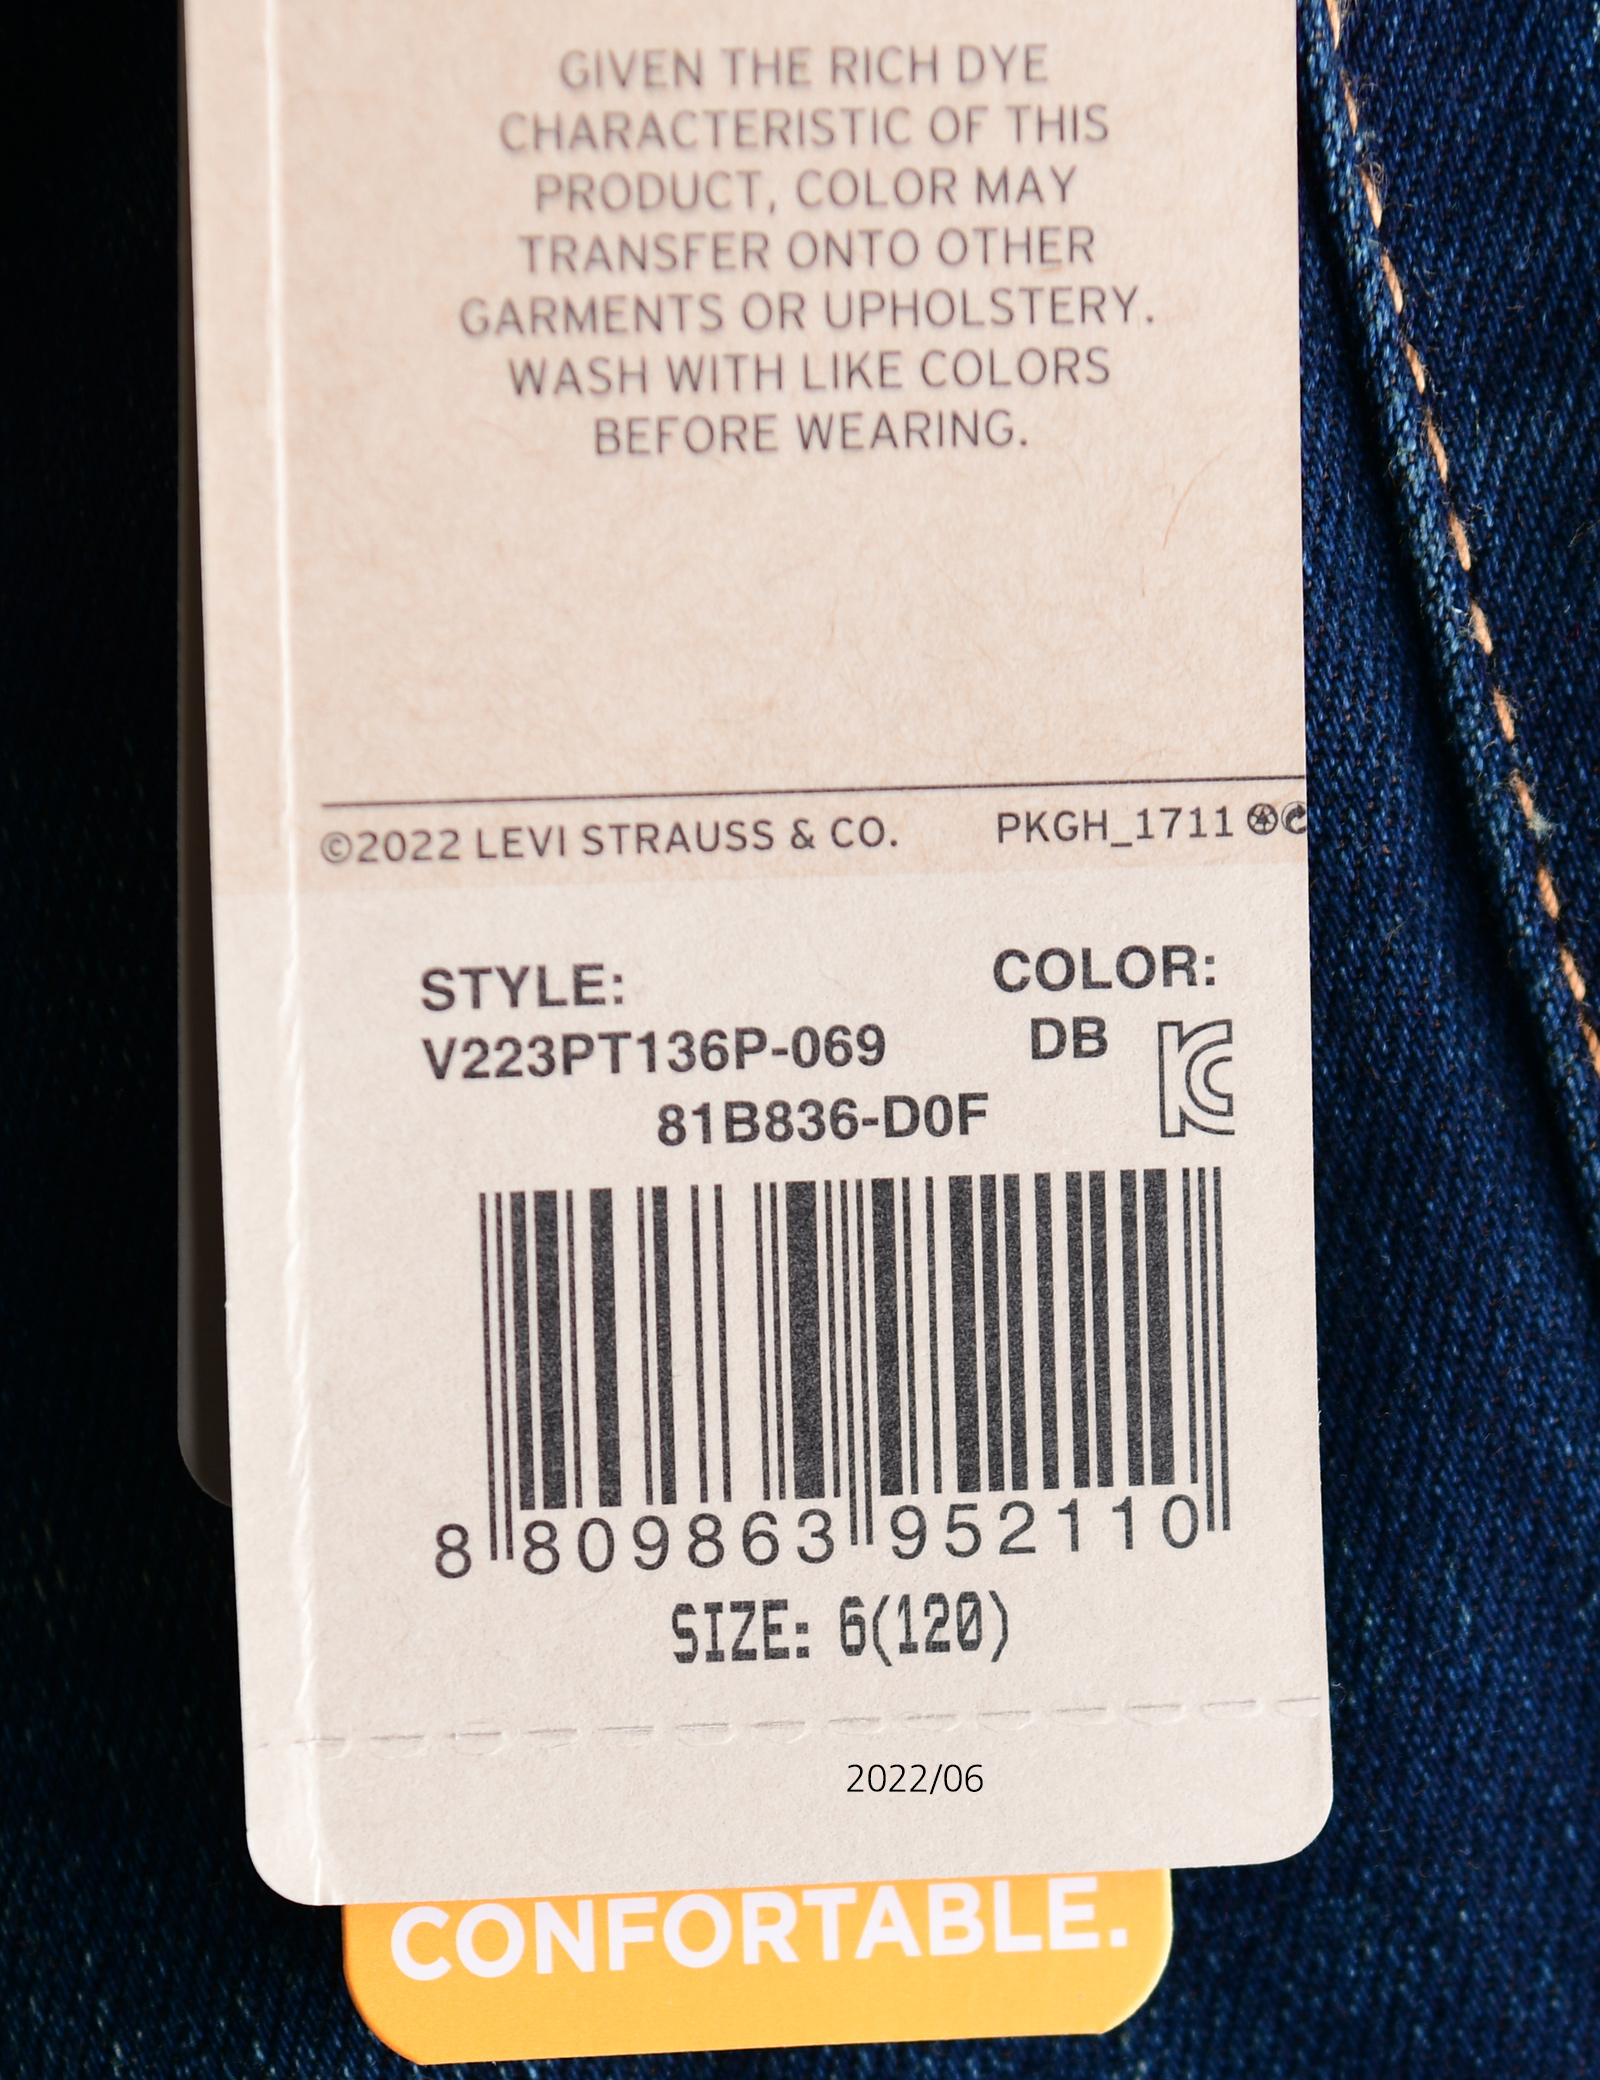 GIVEN THE RICH DYE
CHARACTERISTIC OF THIS
PRODUCT, COLOR MAY
TRANSFER ONTO OTHER
GARMENTS OR UPHOLSTERY.
WASH WITH LIKE COLORS
BEFORE WEARING.
©2022 LEVI STRAUSS & CO. PKGH_1711
STYLE: COLOR:
V223PT136P-069 DB
81B836-D0F
8 809863 952110
SIZE: 6(120)
2022/06
CONFORTABLE.